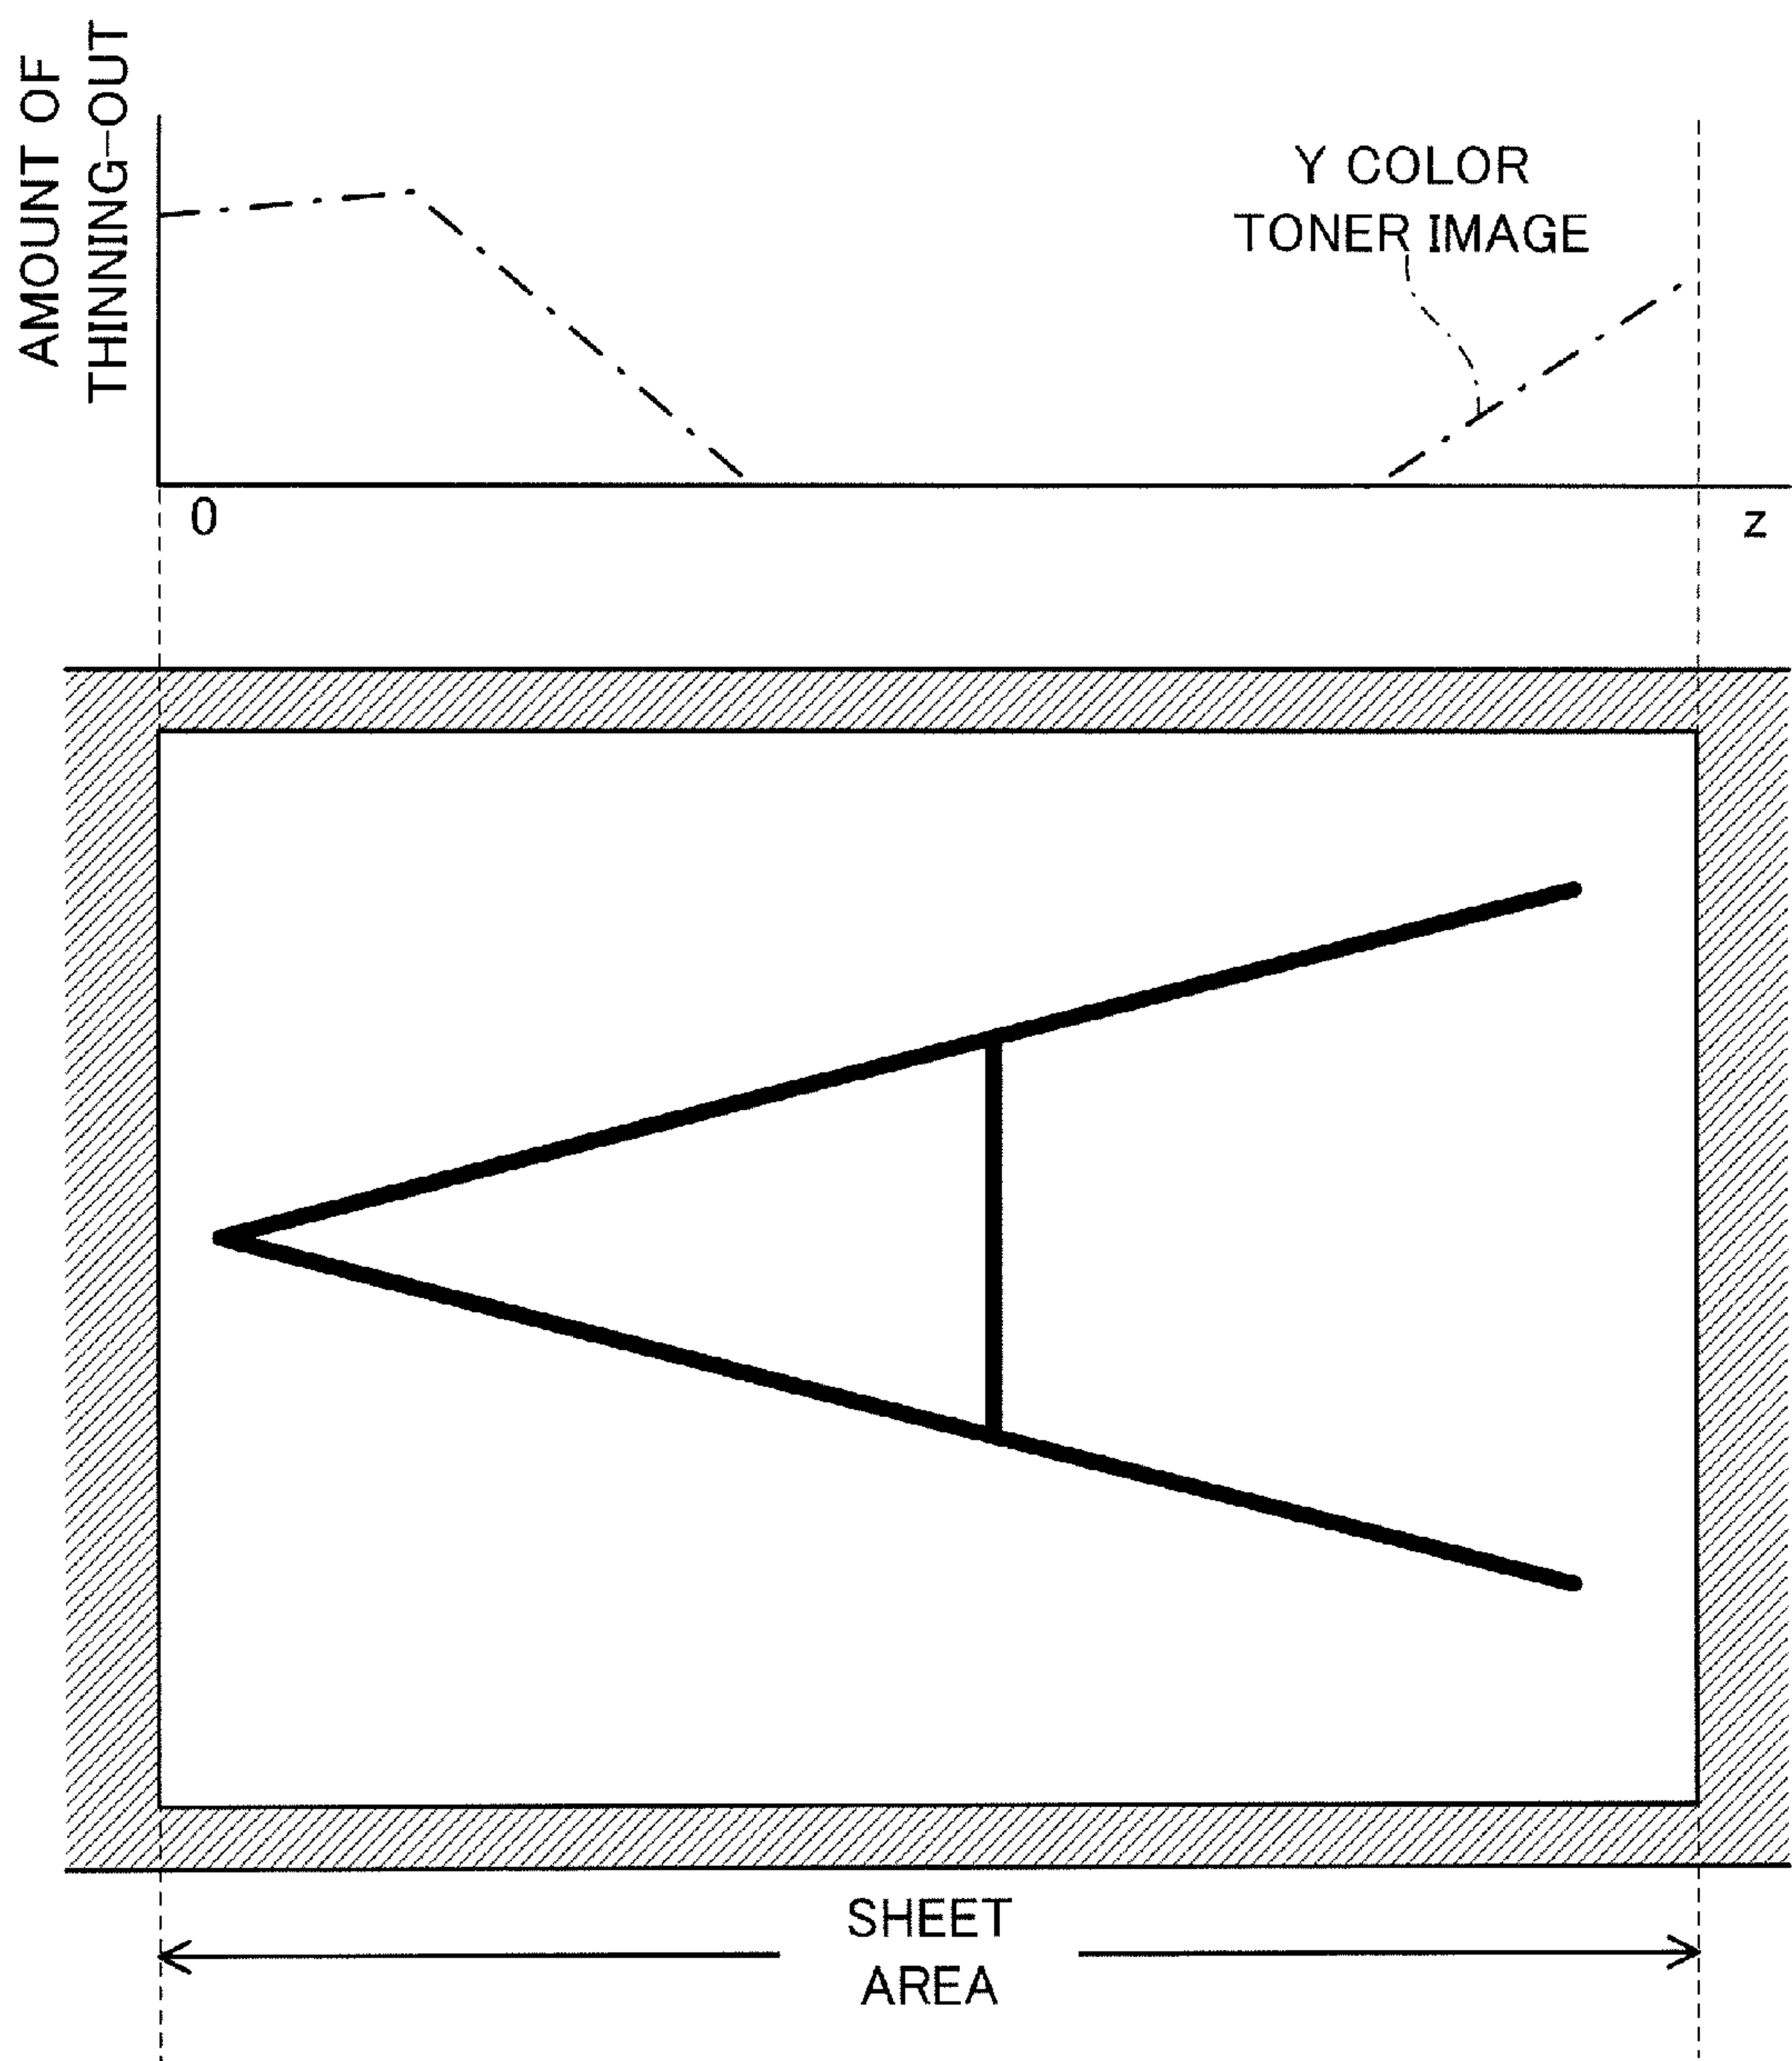 AMOUNT OF
THINNING-OUT
Y COLOR
TONER IMAGE
0
z
SHEET
AREA